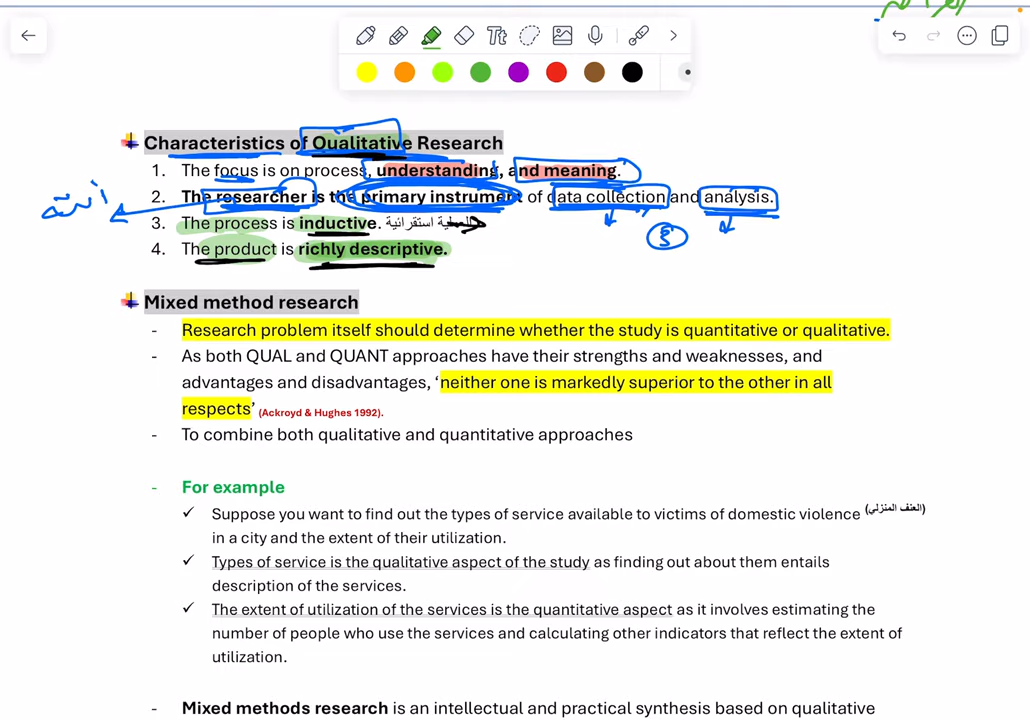 Tt
Characteristics of Qualitative Research
1. The focus is on process, understanding, and meaning.
2. The researcher is the primary instrument of data collection and analysis.
3. The process is inductive. استقرائية
4. The product is richly descriptive.
Mixed method research
- Research problem itself should determine whether the study is quantitative or qualitative.
- As both QUAL and QUANT approaches have their strengths and weaknesses, and
advantages and disadvantages, ‘neither one is markedly superior to the other in all
respects’ (Ackroyd & Hughes 1992).
- To combine both qualitative and quantitative approaches
- For example
✓ Suppose you want to find out the types of service available to victims of domestic violence (العنف المنزلي)
in a city and the extent of their utilization.
✓ Types of service is the qualitative aspect of the study as finding out about them entails
description of the services.
✓ The extent of utilization of the services is the quantitative aspect as it involves estimating the
number of people who use the services and calculating other indicators that reflect the extent of
utilization.
- Mixed methods research is an intellectual and practical synthesis based on qualitative